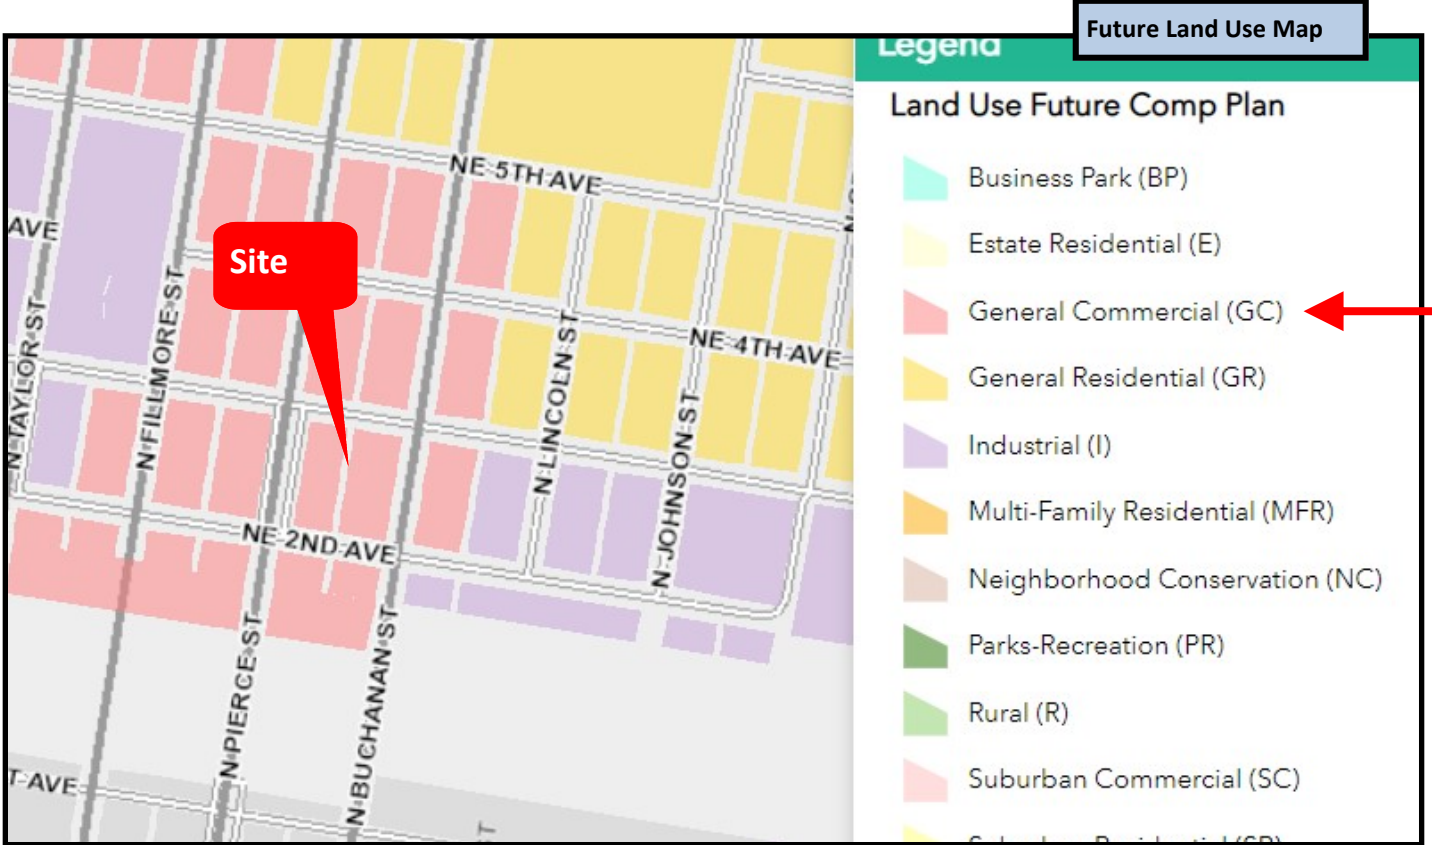 Future Land Use Map
Legend
Land Use Future Comp Plan
Business Park (BP)
Estate Residential (E)
General Commercial (GC)
General Residential (GR)
Industrial (I)
Multi-Family Residential (MFR)
Neighborhood Conservation (NC)
Parks-Recreation (PR)
Rural (R)
Suburban Commercial (SC)
NE 5TH AVE
AVE
Site
N TAYLOR ST
N FILLMORE ST
N LINCOLN ST
NE 4TH AVE
N JOHNSON ST
NE 2ND AVE
N PIERCE ST
N BUCHANAN ST
T AVE
ST